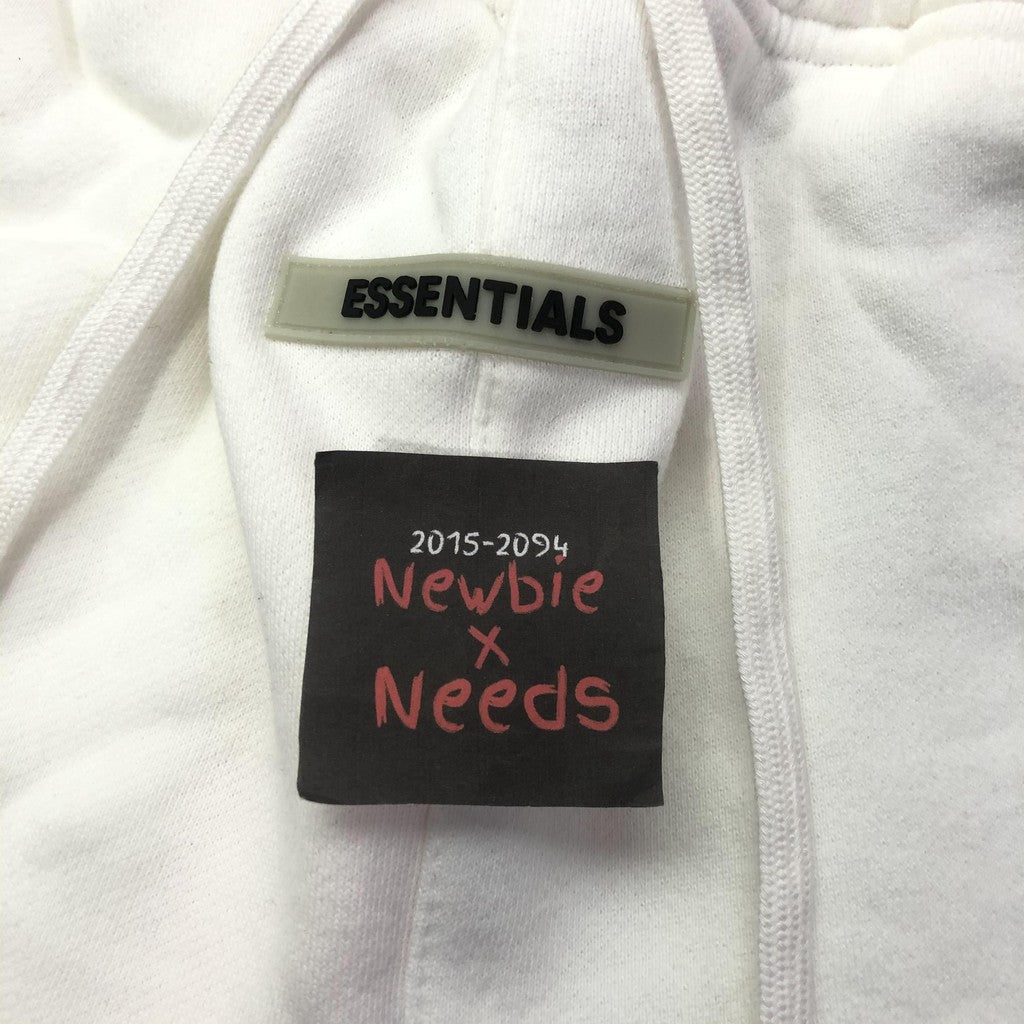 ESSENTIALS
2015-2094
Newbie
x
Needs